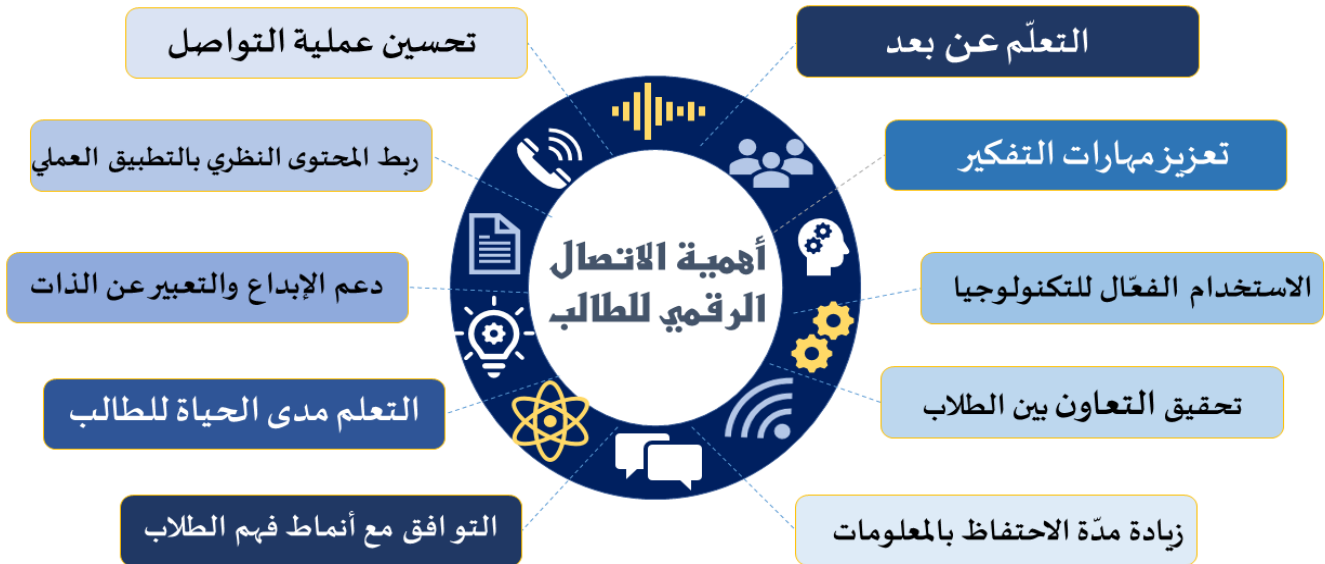 التعلّم عن بعد
تحسين عملية التواصل
تعزيز مهارات التفكير
ربط المحتوى النظري بالتطبيق العملي
أهمية الاتصال
الرقمي للطالب
الاستخدام الفعّال للتكنولوجيا
دعم الإبداع والتعبير عن الذات
تحقيق التعاون بين الطلاب
التعلم مدى الحياة للطالب
زيادة مدّة الاحتفاظ بالمعلومات
التوافق مع أنماط فهم الطلاب